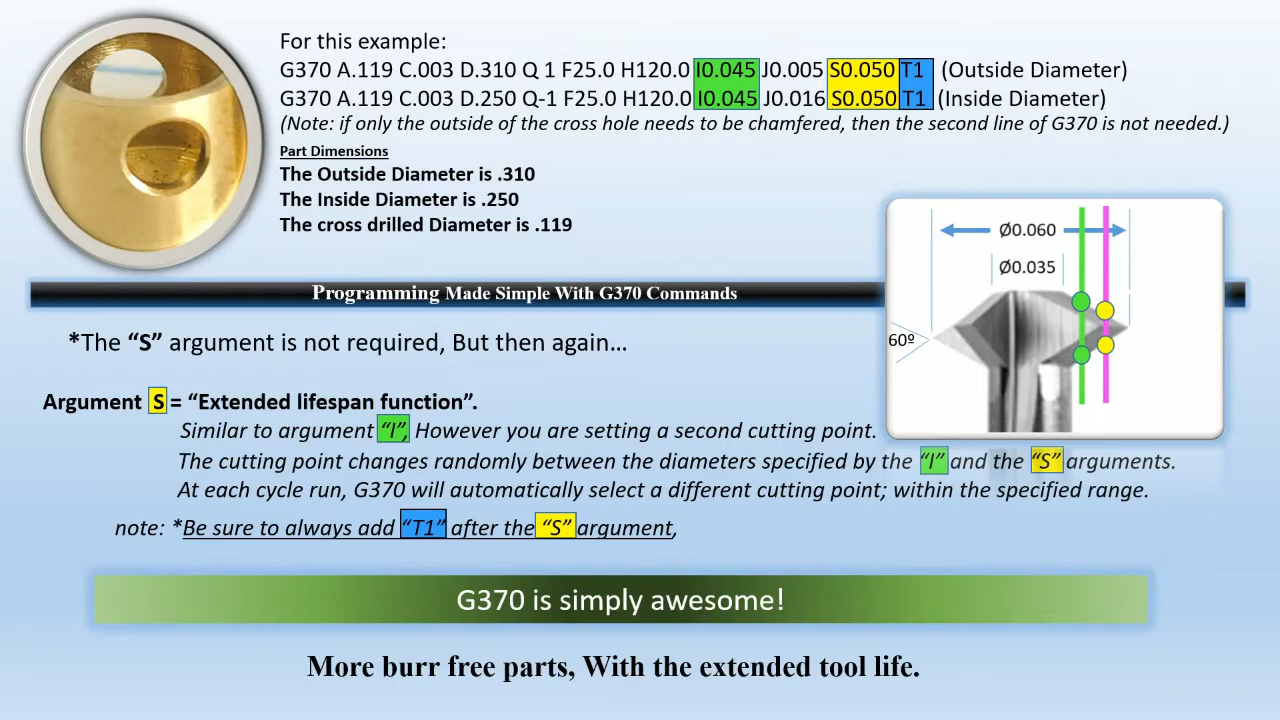 For this example:
G370 A.119 C.003 D.310 Q 1 F25.0 H120.0 I0.045 J0.005 S0.050 T1 (Outside Diameter)
G370 A.119 C.003 D.250 Q-1 F25.0 H120.0 I0.045 J0.016 S0.050 T1 (Inside Diameter)
(Note: if only the outside of the cross hole needs to be chamfered, then the second line of G370 is not needed.)
Part Dimensions
The Outside Diameter is .310
The Inside Diameter is .250
The cross drilled Diameter is .119
Ø0.060
Ø0.035
60º
Programming Made Simple With G370 Commands
*The “S” argument is not required, But then again…
Argument S = “Extended lifespan function”.
Similar to argument “I”, However you are setting a second cutting point.
The cutting point changes randomly between the diameters specified by the “I” and the “S” arguments.
At each cycle run, G370 will automatically select a different cutting point; within the specified range.
note: *Be sure to always add “T1” after the “S” argument,
G370 is simply awesome!
More burr free parts, With the extended tool life.